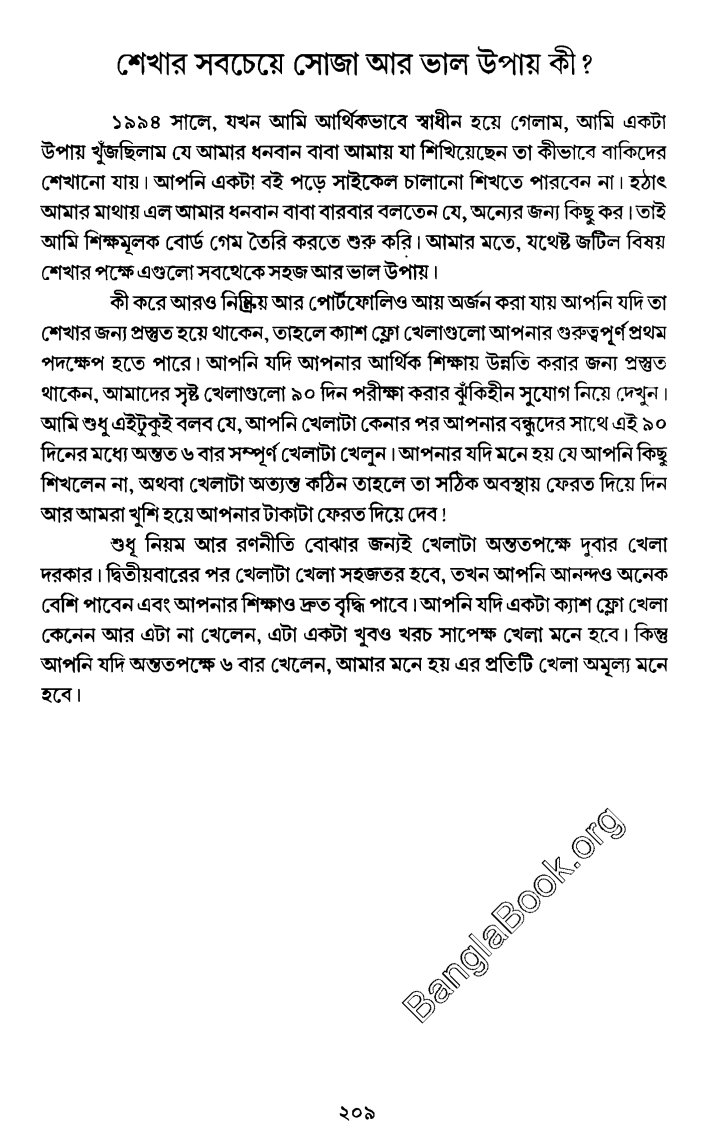 শেখার সবচেয়ে সোজা আর ভাল উপায় কী?
১৯৯৪ সালে, যখন আমি আর্থিকভাবে স্বাধীন হয়ে গেলাম, আমি একটা
উপায় খুঁজছিলাম যে আমার ধনবান বাবা আমায় যা শিখিয়েছেন তা কীভাবে বাকিদের
শেখানো যায়। আপনি একটা বই পড়ে সাইকেল চালানো শিখতে পারবেন না। হঠাৎ
আমার মাথায় এল আমার ধনবান বাবা বারবার বলতেন যে, অন্যের জন্য কিছু কর। তাই
আমি শিক্ষমূলক বোর্ড গেম তৈরি করতে শুরু করি। আমার মতে, যথেষ্ট জটিল বিষয়
শেখার পক্ষে এগুলো সবথেকে সহজ আর ভাল উপায়।
কী করে আরও নিষ্ক্রিয় আর পোর্টফোলিও আয় অর্জন করা যায় আপনি যদি তা
শেখার জন্য প্রস্তুত হয়ে থাকেন, তাহলে ক্যাশ ফ্লো খেলাগুলো আপনার গুরুত্বপূর্ণ প্রথম
পদক্ষেপ হতে পারে। আপনি যদি আপনার আর্থিক শিক্ষায় উন্নতি করার জন্য প্রস্তুত
থাকেন, আমাদের সৃষ্ট খেলাগুলো ৯০ দিন পরীক্ষা করার ঝুঁকিহীন সুযোগ নিয়ে দেখুন।
আমি শুধু এইটুকুই বলব যে, আপনি খেলাটা কেনার পর আপনার বন্ধুদের সাথে এই ৯০
দিনের মধ্যে অন্তত ৬ বার সম্পূর্ণ খেলাটা খেলুন। আপনার যদি মনে হয় যে আপনি কিছু
শিখলেন না, অথবা খেলাটা অত্যন্ত কঠিন তাহলে তা সঠিক অবস্থায় ফেরত দিয়ে দিন
আর আমরা খুশি হয়ে আপনার টাকাটা ফেরত দিয়ে দেব!
শুধু নিয়ম আর রণনীতি বোঝার জন্যই খেলাটা অন্ততপক্ষে দুবার খেলা
দরকার। দ্বিতীয়বারের পর খেলাটা খেলা সহজতর হবে, তখন আপনি আনন্দও অনেক
বেশি পাবেন এবং আপনার শিক্ষাও দ্রুত বৃদ্ধি পাবে। আপনি যদি একটা ক্যাশ ফ্লো খেলা
কেনেন আর এটা না খেলেন, এটা একটা খুবও খরচ সাপেক্ষ খেলা মনে হবে। কিন্তু
আপনি যদি অন্ততপক্ষে ৬ বার খেলেন, আমার মনে হয় এর প্রতিটি খেলা অমূল্য মনে
হবে।
BanglaBook.org
২০৯